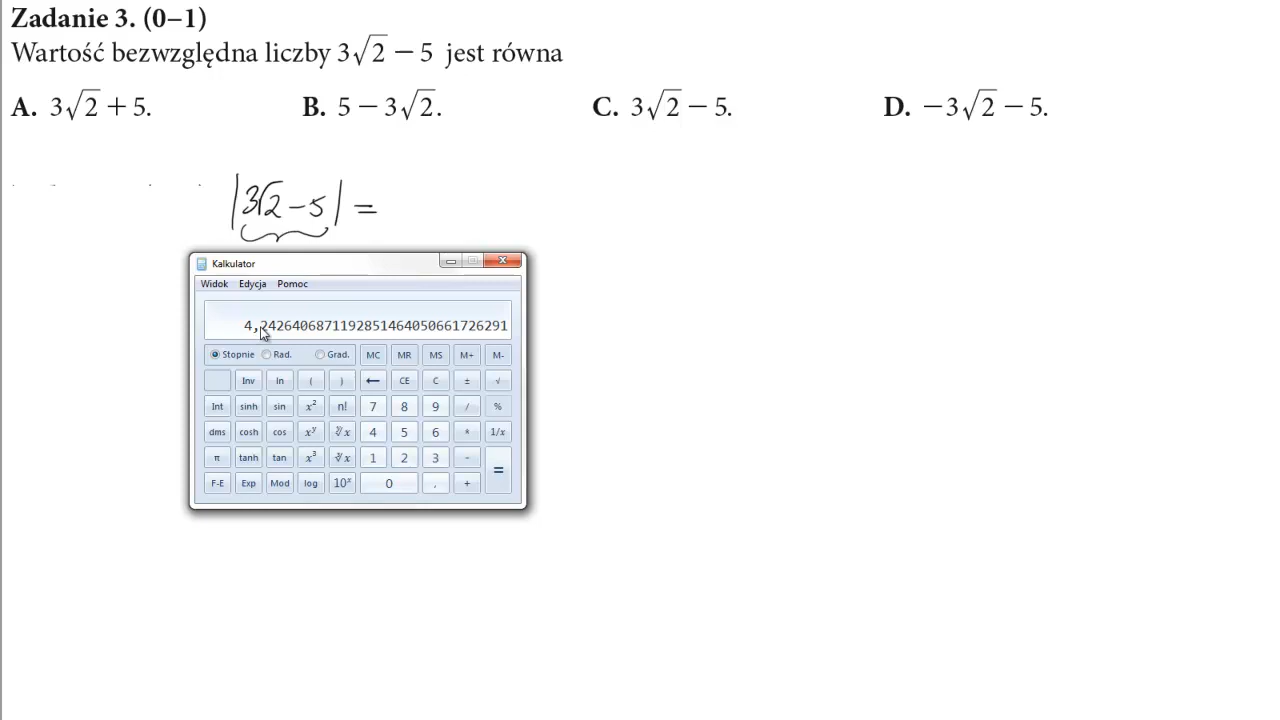 Zadanie 3. (0–1)
Wartość bezwzględna liczby 3√2 − 5 jest równa
A. 3√2 + 5. B. 5 − 3√2. C. 3√2 − 5. D. −3√2 − 5.
|3√2 − 5| =
Kalkulator
Widok Edycja Pomoc
4,2426406871192851464050661726291
Stopnie Rad. Grad. MC MR MS M+ M-
Inv ln ( ) ← CE C ± √
Int sinh sin x² n! 7 8 9 / %
dms cosh cos xʸ ʸ√x 4 5 6 * 1/x
π tanh tan x³ ³√x 1 2 3 - =
F-E Exp Mod log 10ˣ 0 , +